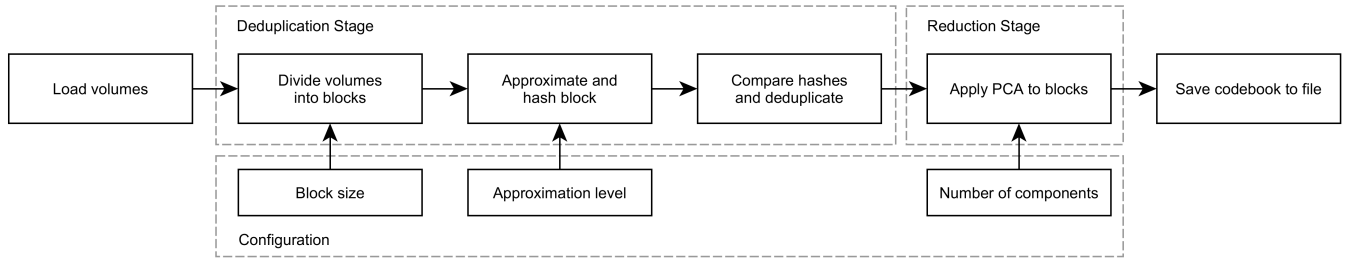 Deduplication Stage
Reduction Stage
Load volumes
Divide volumes
into blocks
Approximate and
hash block
Compare hashes
and deduplicate
Apply PCA to blocks
Save codebook to file
Block size
Approximation level
Number of components
Configuration